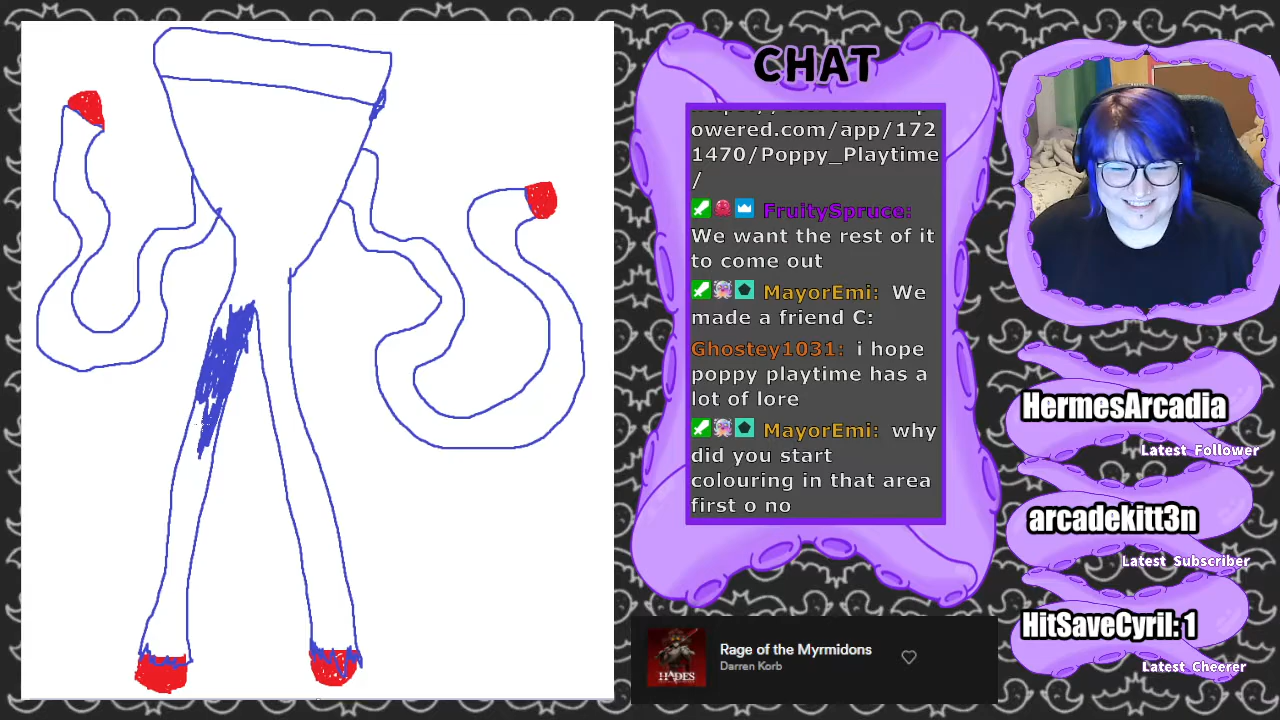 CHAT
owered.com/app/172
1470/Poppy_Playtime
/
FruitySpruce:
We want the rest of it
to come out
MayorEmi: We
made a friend C:
Ghostey1031: i hope
poppy playtime has a
lot of lore
MayorEmi: why
did you start
colouring in that area
first o no
HermesArcadia
Latest Follower
arcadekitt3n
Latest Subscriber
HitSaveCyril: 1
Latest Cheerer
Rage of the Myrmidons
Darren Korb
HADES